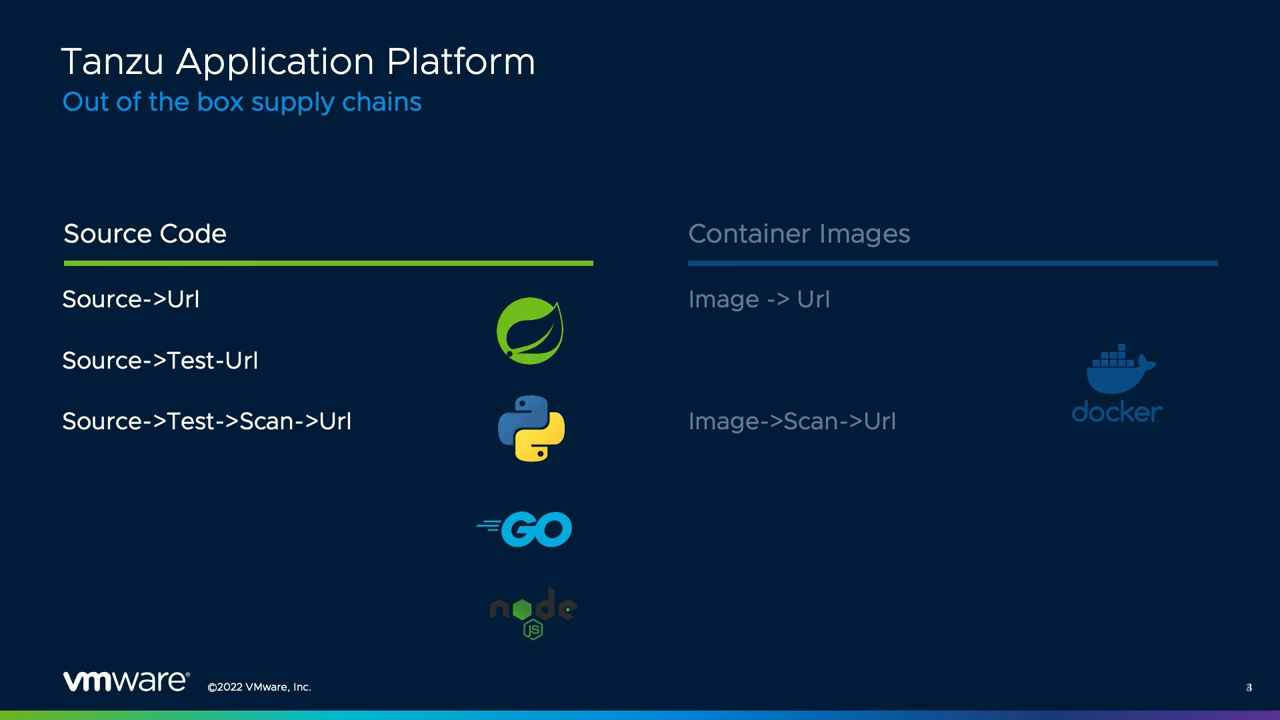 Tanzu Application Platform
Out of the box supply chains
Source Code
Source->Url
Source->Test-Url
Source->Test->Scan->Url
GO
node
JS
Container Images
Image -> Url
Image->Scan->Url
docker
vmware® ©2022 VMware, Inc.